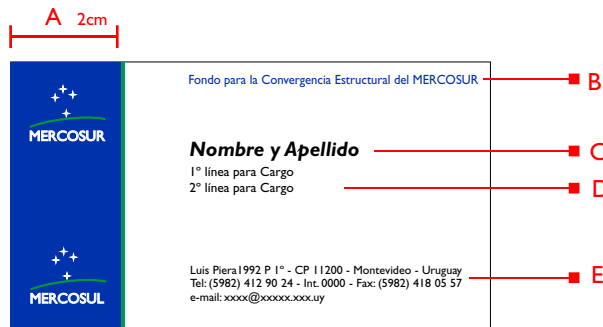 A 2cm
Fondo para la Convergencia Estructural del MERCOSUR
B
MERCOSUR
Nombre y Apellido
C
1º línea para Cargo
2º línea para Cargo
D
MERCOSUL
Luis Piera1992 P 1º - CP 11200 - Montevideo - Uruguay
Tel: (5982) 412 90 24 - Int. 0000 - Fax: (5982) 418 05 57
e-mail: xxxx@xxxxx.xxx.uy
E